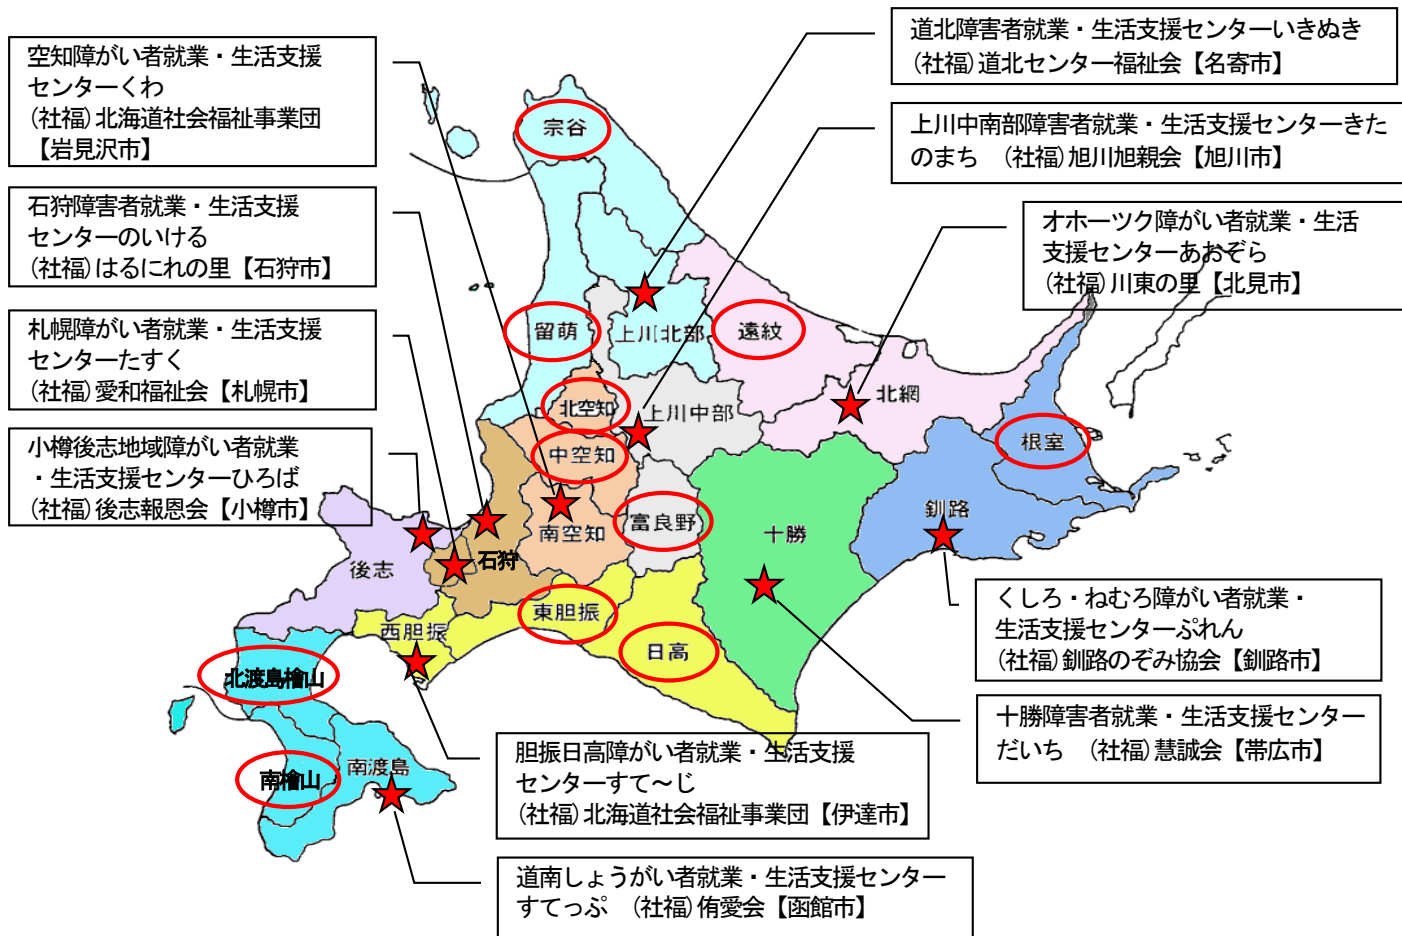 空知障がい者就業・生活支援
センターくわ
(社福)北海道社会福祉事業団
【岩見沢市】
石狩障害者就業・生活支援
センターのいける
(社福)はるにれの里【石狩市】
札幌障がい者就業・生活支援
センターたすく
(社福)愛和福祉会【札幌市】
小樽後志地域障がい者就業
・生活支援センターひろば
(社福)後志報恩会【小樽市】
道北障害者就業・生活支援センターいきぬき
(社福)道北センター福祉会【名寄市】
上川中南部障害者就業・生活支援センターきた
のまち (社福)旭川旭親会【旭川市】
オホーツク障がい者就業・生活
支援センターあおぞら
(社福)川東の里【北見市】
宗谷
留萌
上川北部
遠紋
北網
北空知
上川中部
中空知
根室
富良野
釧路
南空知
十勝
石狩
後志
東胆振
西胆振
日高
北渡島檜山
南渡島
南檜山
くしろ・ねむろ障がい者就業・
生活支援センターぷれん
(社福)釧路のぞみ協会【釧路市】
十勝障害者就業・生活支援センター
だいち (社福)慧誠会【帯広市】
胆振日高障がい者就業・生活支援
センターすて～じ
(社福)北海道社会福祉事業団【伊達市】
道南しょうがい者就業・生活支援センター
すてっぷ (社福)侑愛会【函館市】